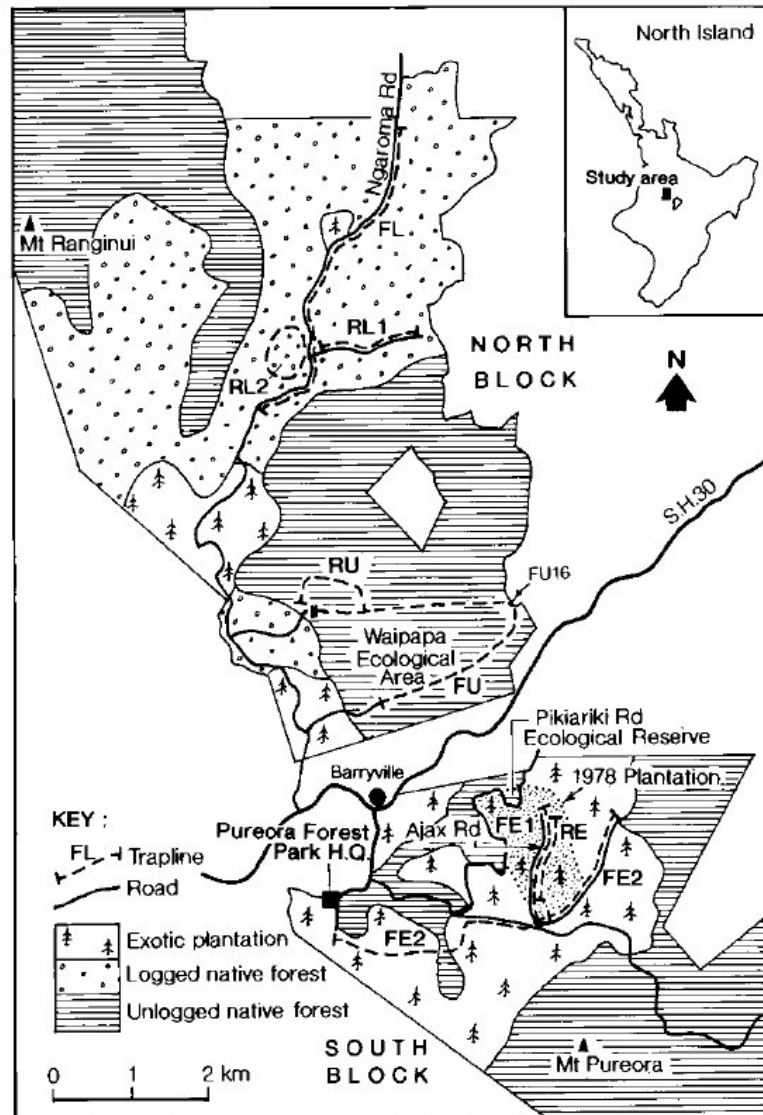 North Island
Study area
Ngaroma Rd
Mt Ranginui
FL
RL1
NORTH
BLOCK
RL2
N
S.H.30
RU
FU16
Waipapa
Ecological
Area
FU
Pikiariki Rd
Ecological Reserve
Barryville
1978 Plantation
KEY :
Pureora Forest
Park H.Q.
Ajax Rd
FE1
RE
FL Trapline
Road
FE2
Exotic plantation
FE2
Logged native forest
Unlogged native forest
SOUTH
BLOCK
Mt Pureora
0 1 2 km